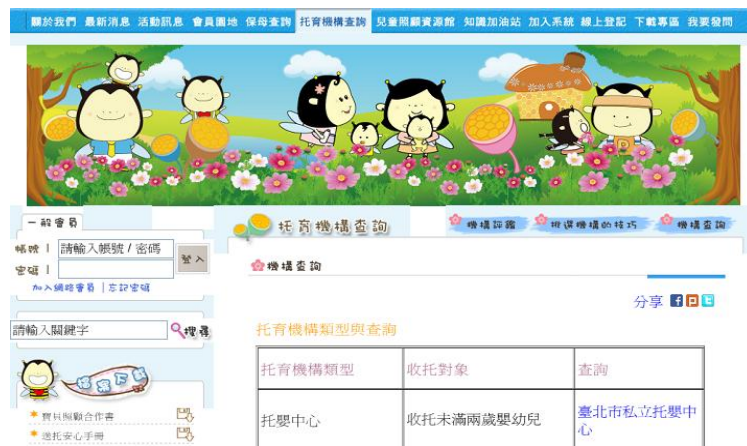 關於我們 最新消息 活動訊息 會員園地 保母查詢 托育機構查詢 兒童照顧資源館 知識加油站 加入系統 線上登記 下載專區 我要發問
一般會員
帳號 | 請輸入帳號 / 密碼
密碼 |
登入
加入網路會員 | 忘記密碼
請輸入關鍵字 搜尋
檔案下載
寶貝照顧合作書
送托安心手冊
托育機構查詢
機構評鑑 挑選機構的技巧 機構查詢
機構查詢
分享
托育機構類型與查詢
托育機構類型 收托對象 查詢
托嬰中心 收托未滿兩歲嬰幼兒 臺北市私立托嬰中
心